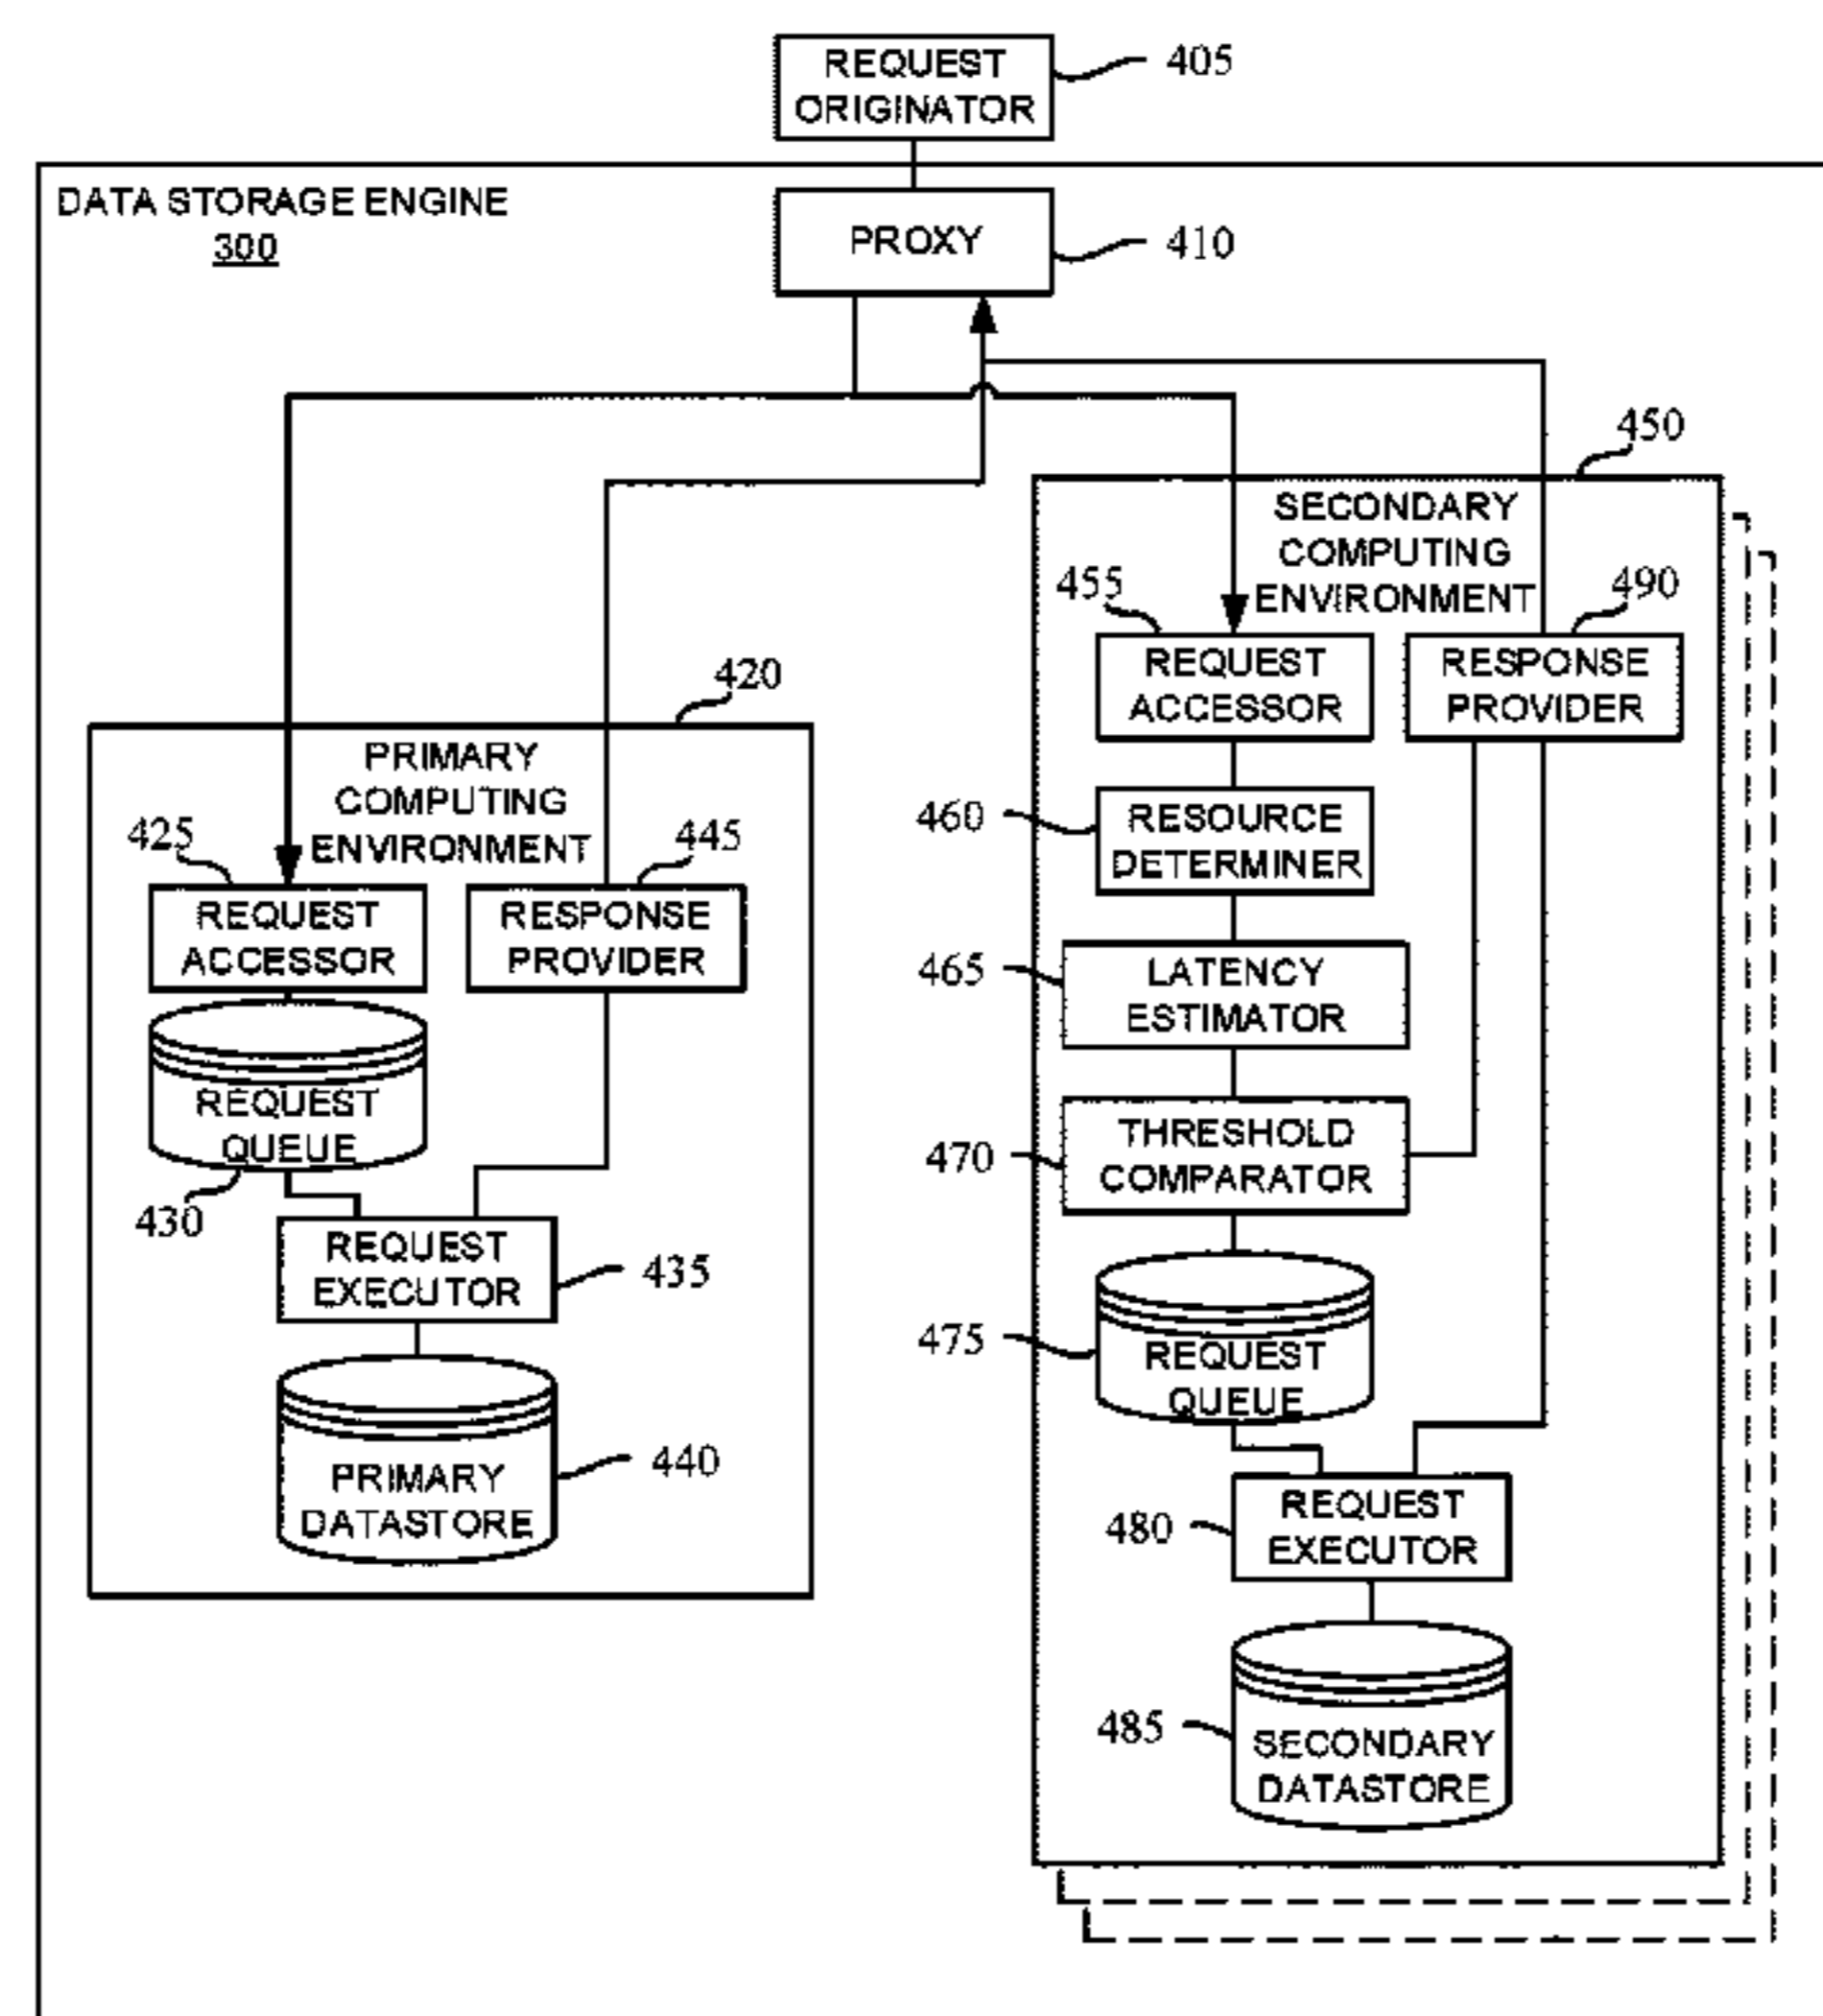 REQUEST
ORIGINATOR
405
DATA STORAGE ENGINE
300
PROXY
410
450
SECONDARY
COMPUTING
ENVIRONMENT
455
490
REQUEST
ACCESSOR
RESPONSE
PROVIDER
420
PRIMARY
COMPUTING
ENVIRONMENT
425
445
REQUEST
ACCESSOR
RESPONSE
PROVIDER
REQUEST
QUEUE
430
REQUEST
EXECUTOR
435
PRIMARY
DATASTORE
440
460
RESOURCE
DETERMINER
465
LATENCY
ESTIMATOR
470
THRESHOLD
COMPARATOR
475
REQUEST
QUEUE
480
REQUEST
EXECUTOR
485
SECONDARY
DATASTORE